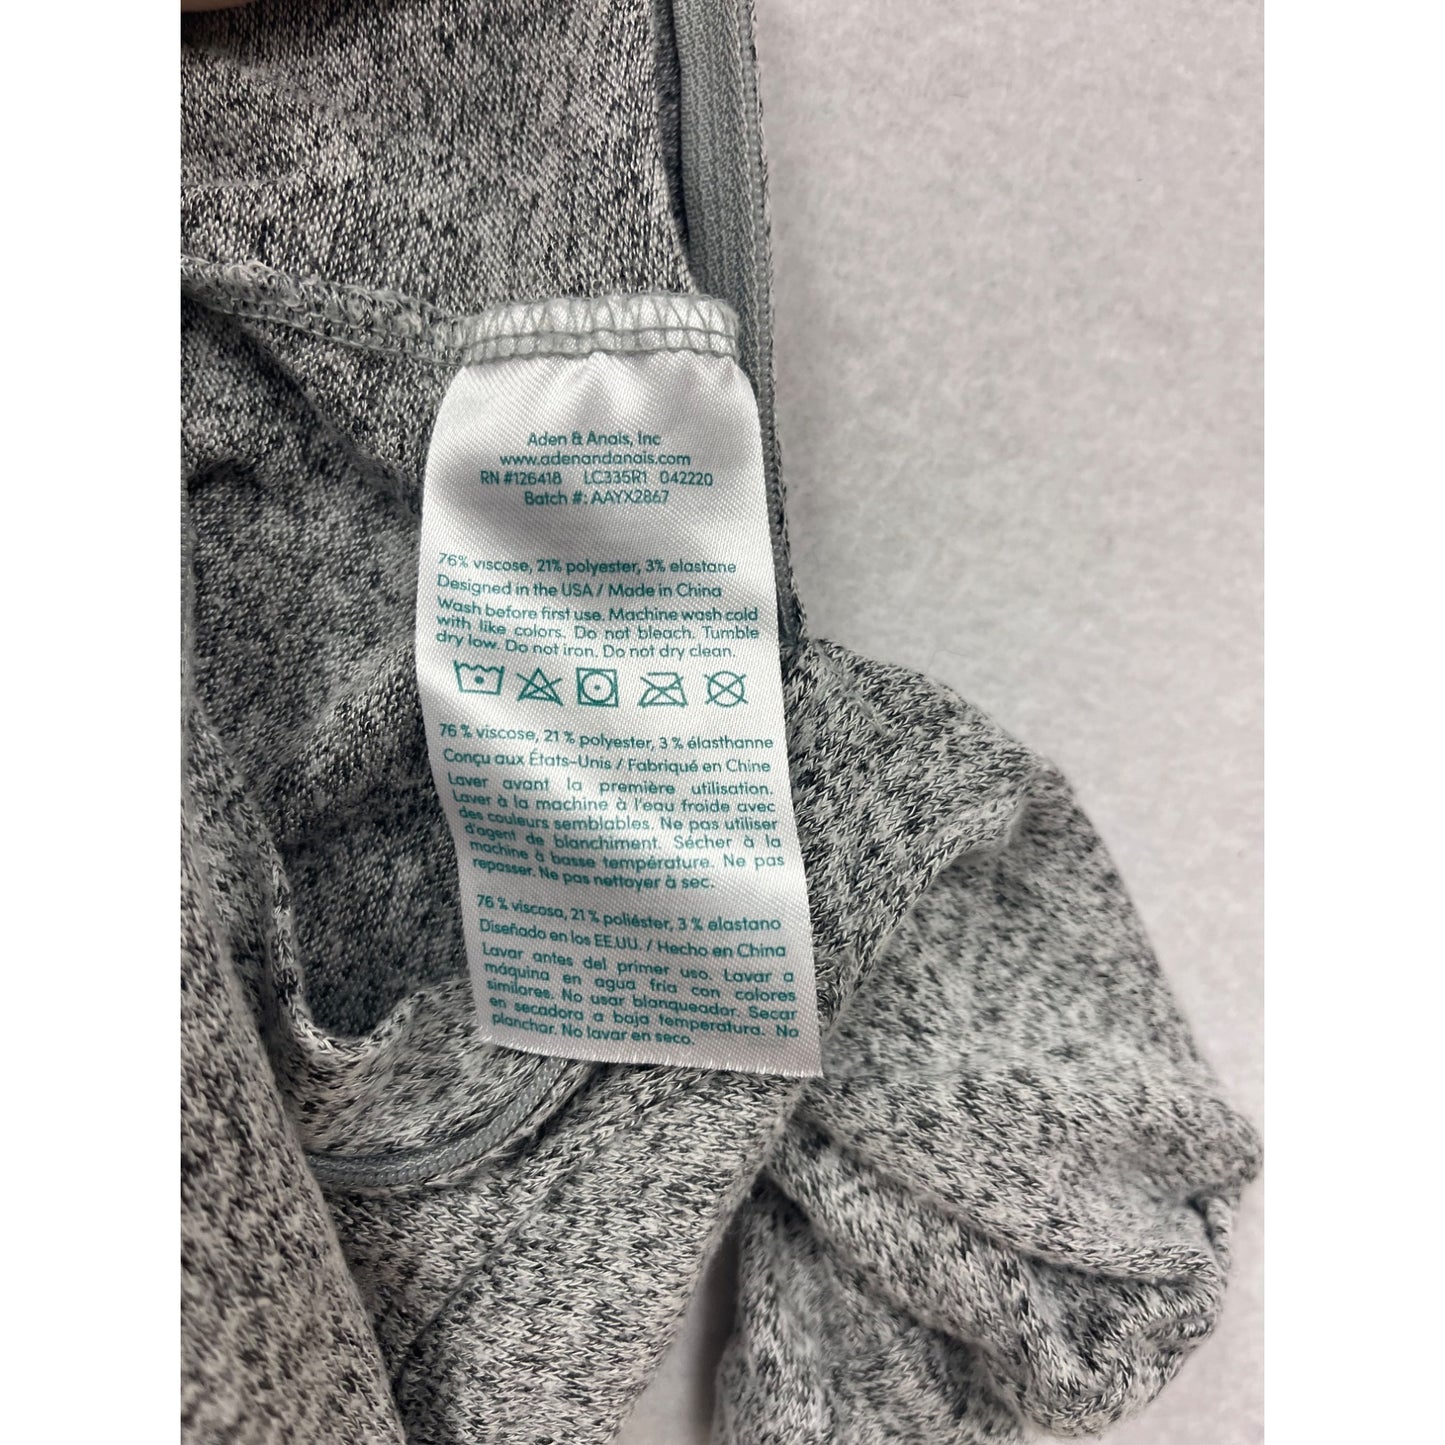 Aden & Anais, Inc
www.adenandanais.com
RN #126418 LC335R1 042220
Batch #: AAYX2867
76% viscose, 21% polyester, 3% elastane
Designed in the USA / Made in China
Wash before first use. Machine wash cold
with like colors. Do not bleach. Tumble
dry low. Do not iron. Do not dry clean.
76 % viscose, 21 % polyester, 3 % élasthanne
Conçu aux États-Unis / Fabriqué en Chine
Laver avant la première utilisation.
Laver à la machine à l'eau froide avec
des couleurs semblables. Ne pas utiliser
d'agent de blanchiment. Sécher à la
machine à basse température. Ne pas
repasser. Ne pas nettoyer à sec.
76 % viscosa, 21 % poliéster, 3 % elastano
Diseñado en los EE.UU. / Hecho en China
Lavar antes del primer uso. Lavar a
máquina en agua fría con colores
similares. No usar blanqueador. Secar
en secadora a baja temperatura. No
planchar. No lavar en seco.